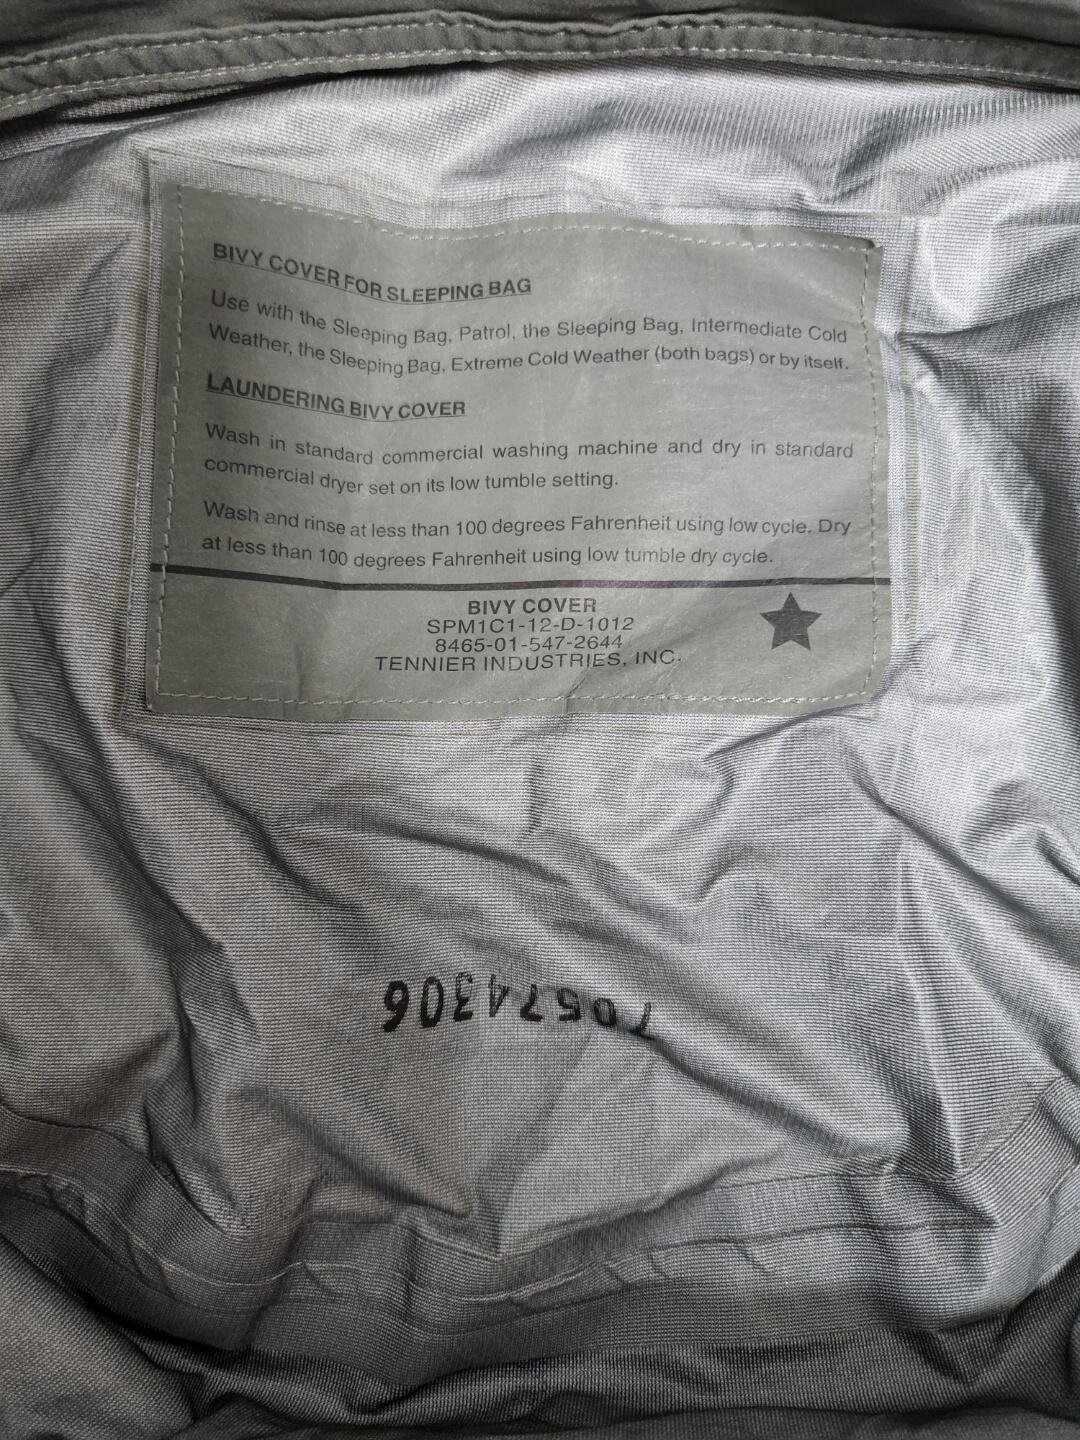 BIVY COVER FOR SLEEPING BAG
Use with the Sleeping Bag, Patrol, the Sleeping Bag, Intermediate Cold
Weather, the Sleeping Bag, Extreme Cold Weather (both bags) or by itself.
LAUNDERING BIVY COVER
Wash in standard commercial washing machine and dry in standard
commercial dryer set on its low tumble setting.
Wash and rinse at less than 100 degrees Fahrenheit using low cycle. Dry
at less than 100 degrees Fahrenheit using low tumble dry cycle.
BIVY COVER
SPM1C1-12-D-1012
8465-01-547-2644
TENNIER INDUSTRIES, INC.